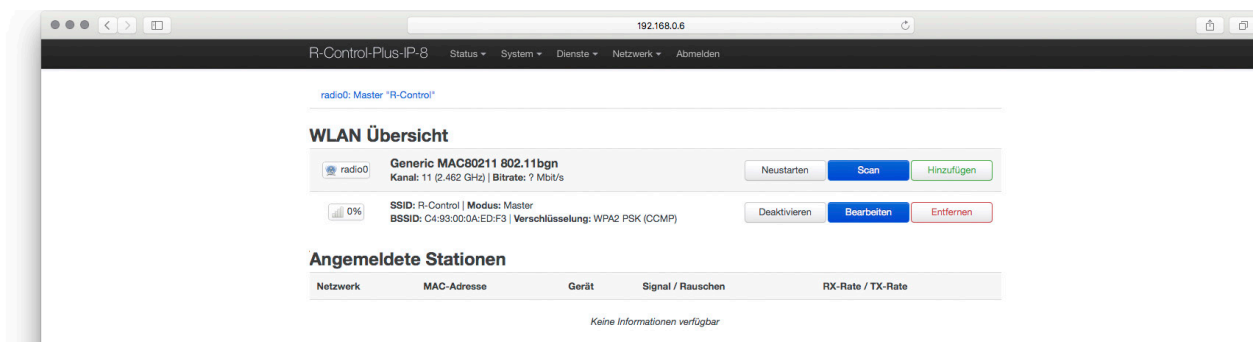 192.168.0.6
R-Control-Plus-IP-8 Status System Dienste Netzwerk Abmelden
radio0: Master "R-Control"
WLAN Übersicht
radio0 Generic MAC80211 802.11bgn Neustarten Scan Hinzufügen
Kanal: 11 (2.462 GHz) | Bitrate: ? Mbit/s
0% SSID: R-Control | Modus: Master Deaktivieren Bearbeiten Entfernen
BSSID: C4:93:00:0A:ED:F3 | Verschlüsselung: WPA2 PSK (CCMP)
Angemeldete Stationen
Netzwerk MAC-Adresse Gerät Signal / Rauschen RX-Rate / TX-Rate
Keine Informationen verfügbar